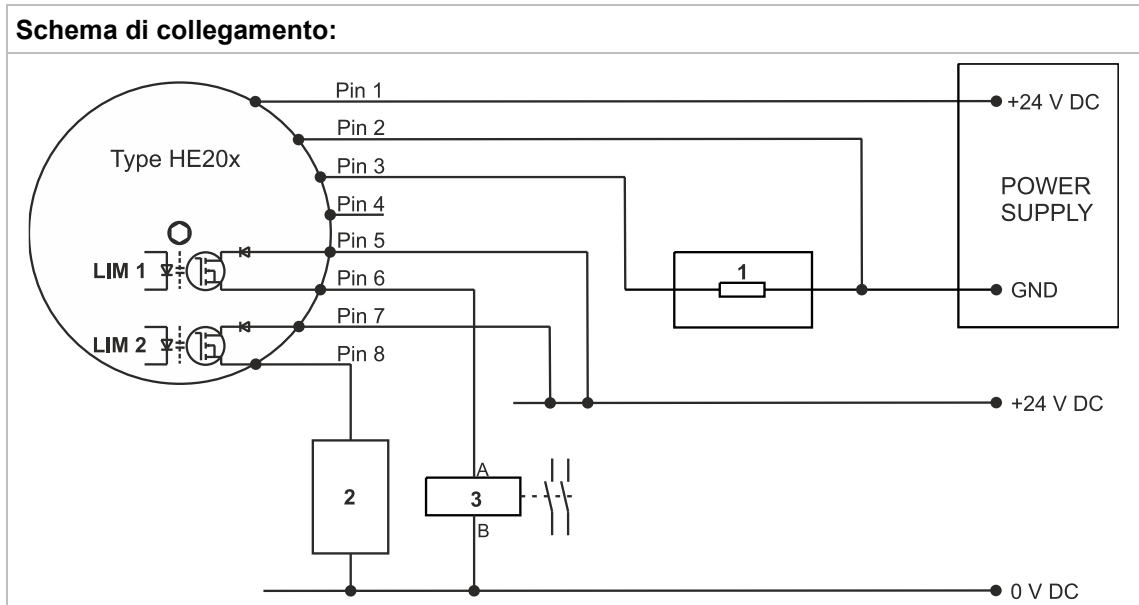 Schema di collegamento:
Pin 1
+24 V DC
Pin 2
Type HE20x
Pin 3
POWER
SUPPLY
Pin 4
Pin 5
LIM 1
1
Pin 6
GND
Pin 7
LIM 2
Pin 8
+24 V DC
A
2
3
B
0 V DC